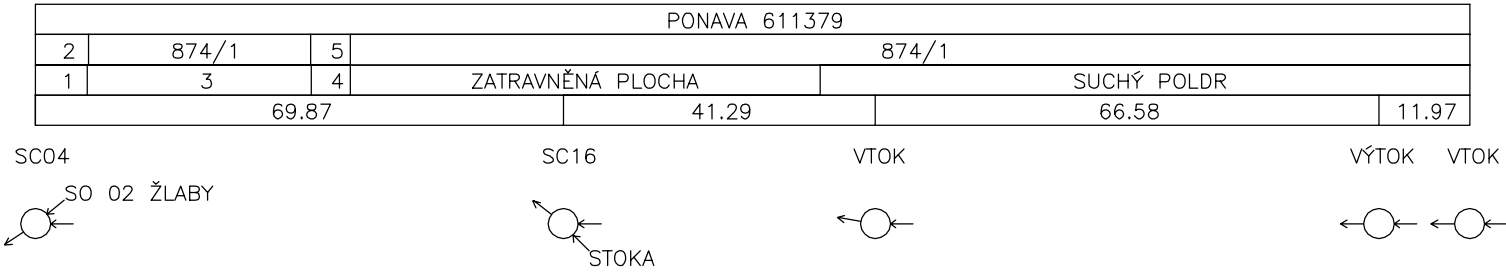 PONAVA 611379
2 874/1 5 874/1
1 3 4 ZATRAVNĚNÁ PLOCHA SUCHÝ POLDR
69.87 41.29 66.58 11.97
SC04 SC16 VTOK VÝTOK VTOK
SO 02 ŽLABY
STOKA